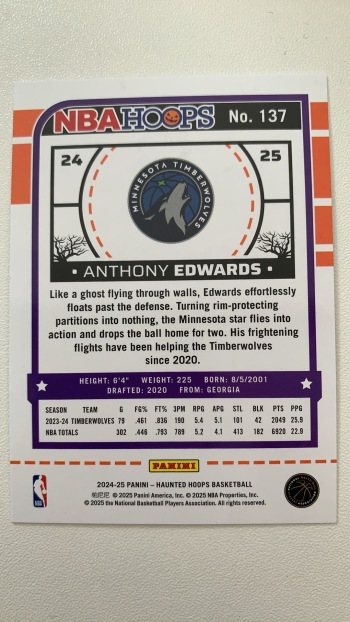 NBA HOOPS No. 137
24 25
MINNESOTA TIMBERWOLVES
• ANTHONY EDWARDS •
Like a ghost flying through walls, Edwards effortlessly
floats past the defense. Turning rim-protecting
partitions into nothing, the Minnesota star flies into
action and drops the ball home for two. His frightening
flights have been helping the Timberwolves
since 2020.
HEIGHT: 6'4" WEIGHT: 225 BORN: 8/5/2001
DRAFTED: 2020 FROM: GEORGIA
SEASON TEAM G FG% FT% 3PM RPG APG STL BLK PTS PPG
2023-24 TIMBERWOLVES 79 .461 .836 190 5.4 5.1 101 42 2049 25.9
NBA TOTALS 302 .446 .793 789 5.2 4.1 413 182 6920 22.9
PANINI
2024-25 PANINI – HAUNTED HOOPS BASKETBALL
帕尼尼 © 2025 Panini America, Inc. © 2025 NBA Properties, Inc.
© 2025 the National Basketball Players Association. All rights reserved.
NBA